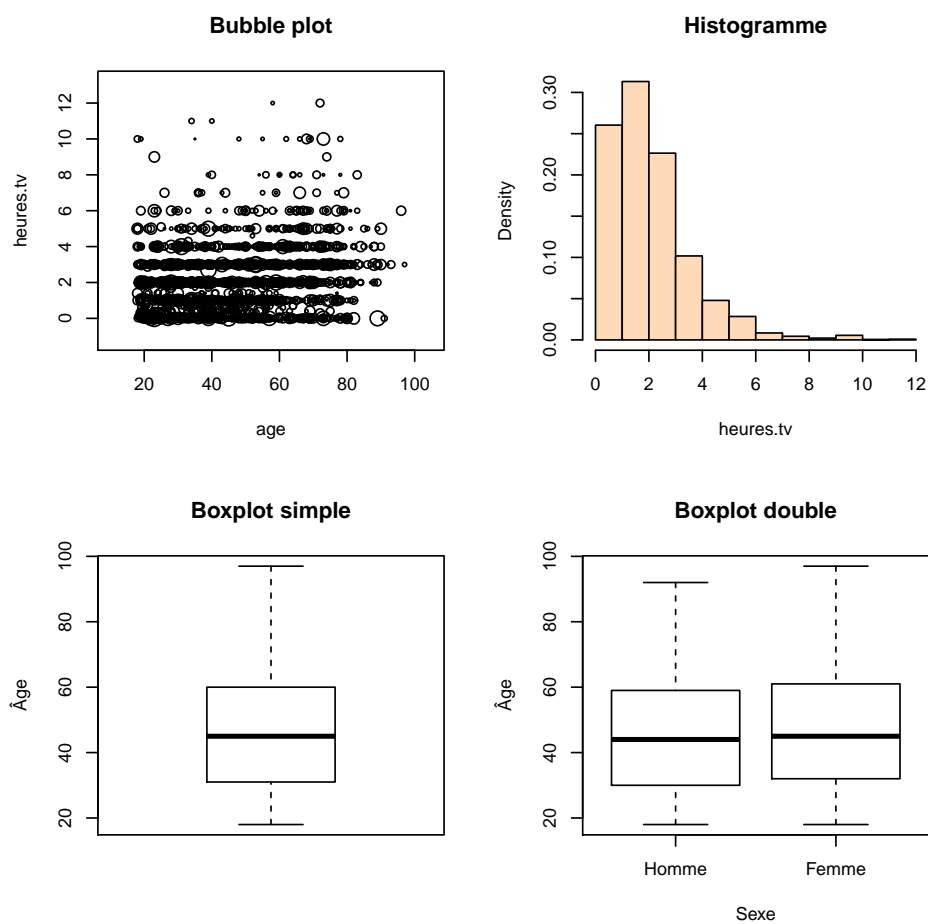 Bubble plot
heures.tv
0 2 4 6 8 10 12
20 40 60 80 100
age
Histogramme
Density
0.00 0.10 0.20 0.30
0 2 4 6 8 10 12
heures.tv
Boxplot simple
Âge
20 40 60 80 100
Boxplot double
Âge
20 40 60 80 100
Homme Femme
Sexe